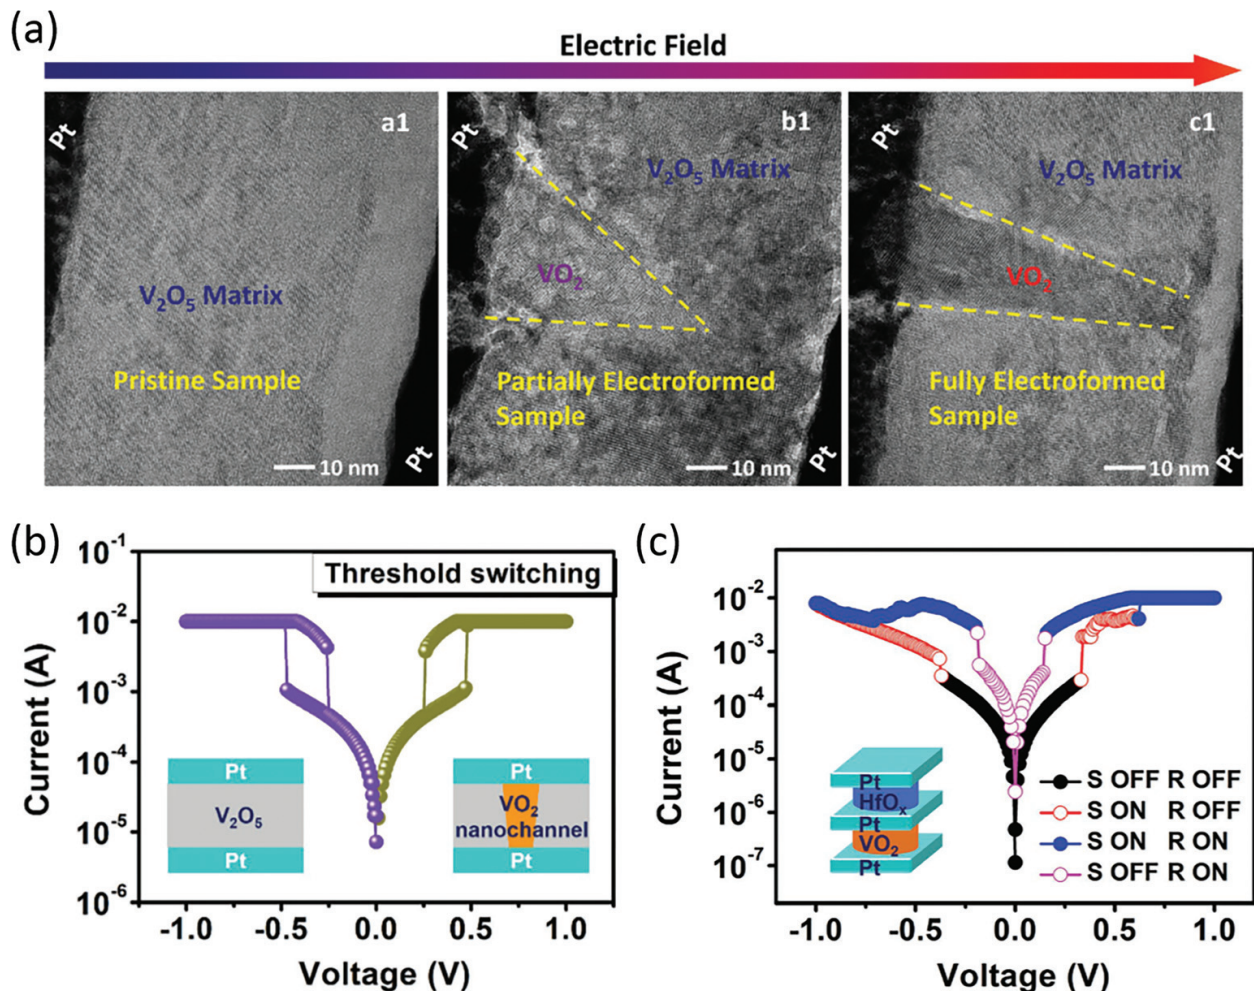 (a)
Electric Field
Pt
a1
V₂O₅ Matrix
Pristine Sample
10 nm
Pt
Pt
b1
V₂O₅ Matrix
VO₂
Partially Electroformed
Sample
10 nm
Pt
Pt
c1
V₂O₅ Matrix
VO₂
Fully Electroformed
Sample
10 nm
Pt
(b)
Threshold switching
Current (A)
10⁻¹
10⁻²
10⁻³
10⁻⁴
10⁻⁵
10⁻⁶
Pt
V₂O₅
Pt
Pt
VO₂
nanochannel
Pt
-1.0 -0.5 0.0 0.5 1.0
Voltage (V)
(c)
Current (A)
10⁻²
10⁻³
10⁻⁴
10⁻⁵
10⁻⁶
10⁻⁷
Pt
HfOₓ
Pt
VO₂
Pt
S OFF R OFF
S ON R OFF
S ON R ON
S OFF R ON
-1.0 -0.5 0.0 0.5 1.0
Voltage (V)